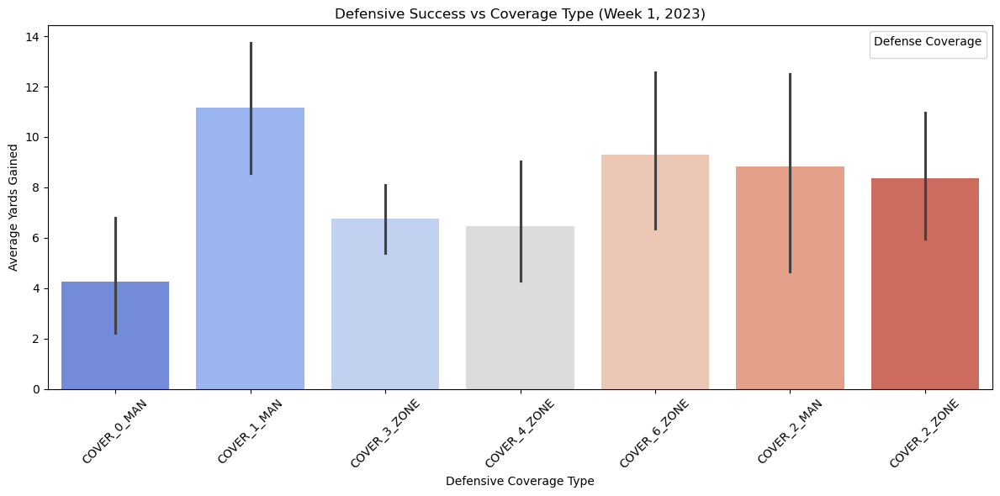 Defensive Success vs Coverage Type (Week 1, 2023)
Defense Coverage
Average Yards Gained
14
12
10
8
6
4
2
0
COVER_0_MAN
COVER_1_MAN
COVER_3_ZONE
COVER_4_ZONE
COVER_6_ZONE
COVER_2_MAN
COVER_2_ZONE
Defensive Coverage Type